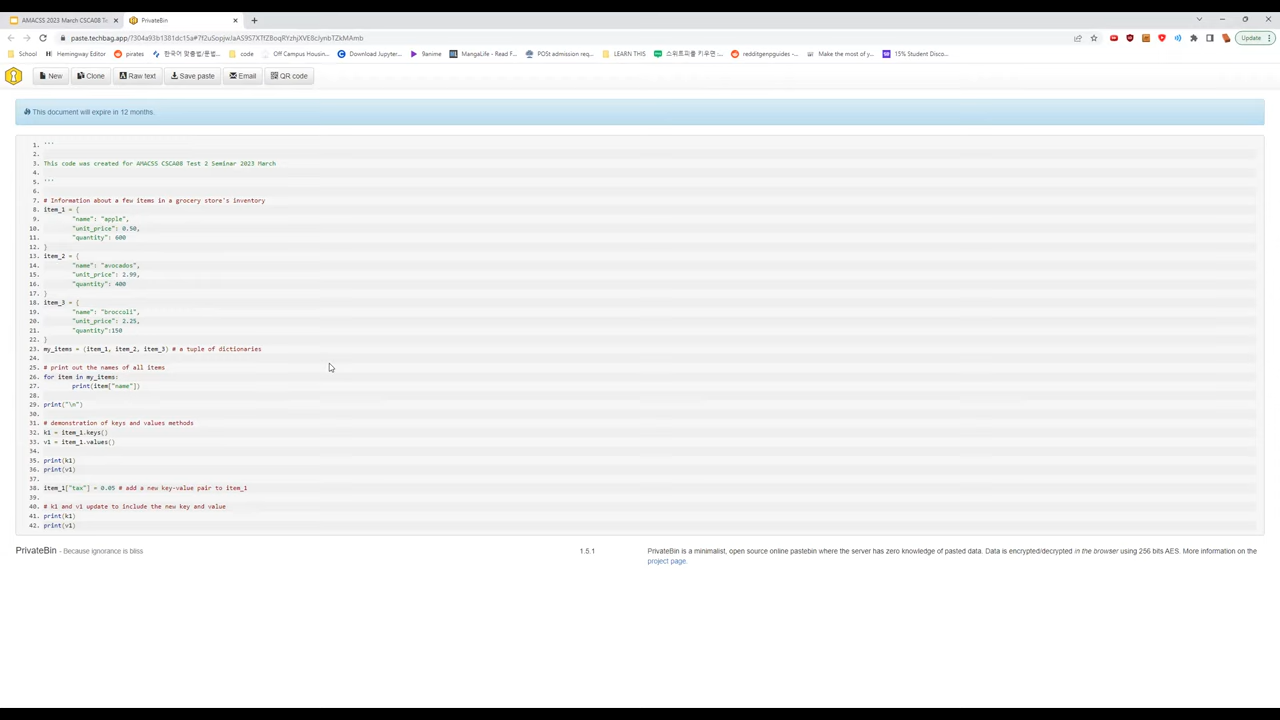 AMACSS 2023 March CSCA08 Te
PrivateBin
Update
School
Hemingway Editor
pirates
code
Off Campus Housin...
Download Jupyter...
9anime
MangaLife - Read F...
POSt admission req...
LEARN THIS
redditgenpguides -...
Make the most of y...
15% Student Disco...
New
Clone
Raw text
Save paste
Email
QR code
This document will expire in 12 months.
1. '''
2.
3. This code was created for AMACSS CSCA08 Test 2 Seminar 2023 March
4.
5. '''
6.
7. # Information about a few items in a grocery store's inventory
8. item_1 = {
9. "name": "apple",
10. "unit_price": 0.50,
11. "quantity": 600
12. }
13. item_2 = {
14. "name": "avocados",
15. "unit_price": 2.99,
16. "quantity": 400
17. }
18. item_3 = {
19. "name": "broccoli",
20. "unit_price": 2.25,
21. "quantity":150
22. }
23. my_items = (item_1, item_2, item_3) # a tuple of dictionaries
24.
25. # print out the names of all items
26. for item in my_items:
27. print(item["name"])
28.
29. print("\n")
30.
31. # demonstration of keys and values methods
32. k1 = item_1.keys()
33. v1 = item_1.values()
34.
35. print(k1)
36. print(v1)
37.
38. item_1["tax"] = 0.05 # add a new key-value pair to item_1
39.
40. # k1 and v1 update to include the new key and value
41. print(k1)
42. print(v1)
PrivateBin - Because ignorance is bliss
1.5.1
PrivateBin is a minimalist, open source online pastebin where the server has zero knowledge of pasted data. Data is encrypted/decrypted in the browser using 256 bits AES. More information on the
project page.